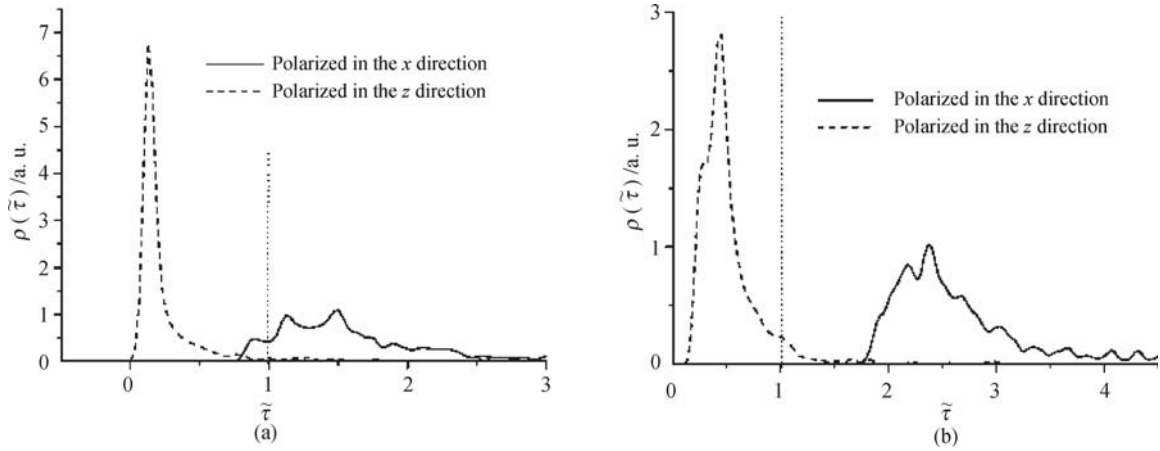 7
6
5
4
3
2
1
0
ρ(τ̃)/a. u.
Polarized in the x direction
Polarized in the z direction
0 1 2 3
τ̃
(a)
3
2
1
0
ρ(τ̃)/a. u.
Polarized in the x direction
Polarized in the z direction
0 1 2 3 4
τ̃
(b)